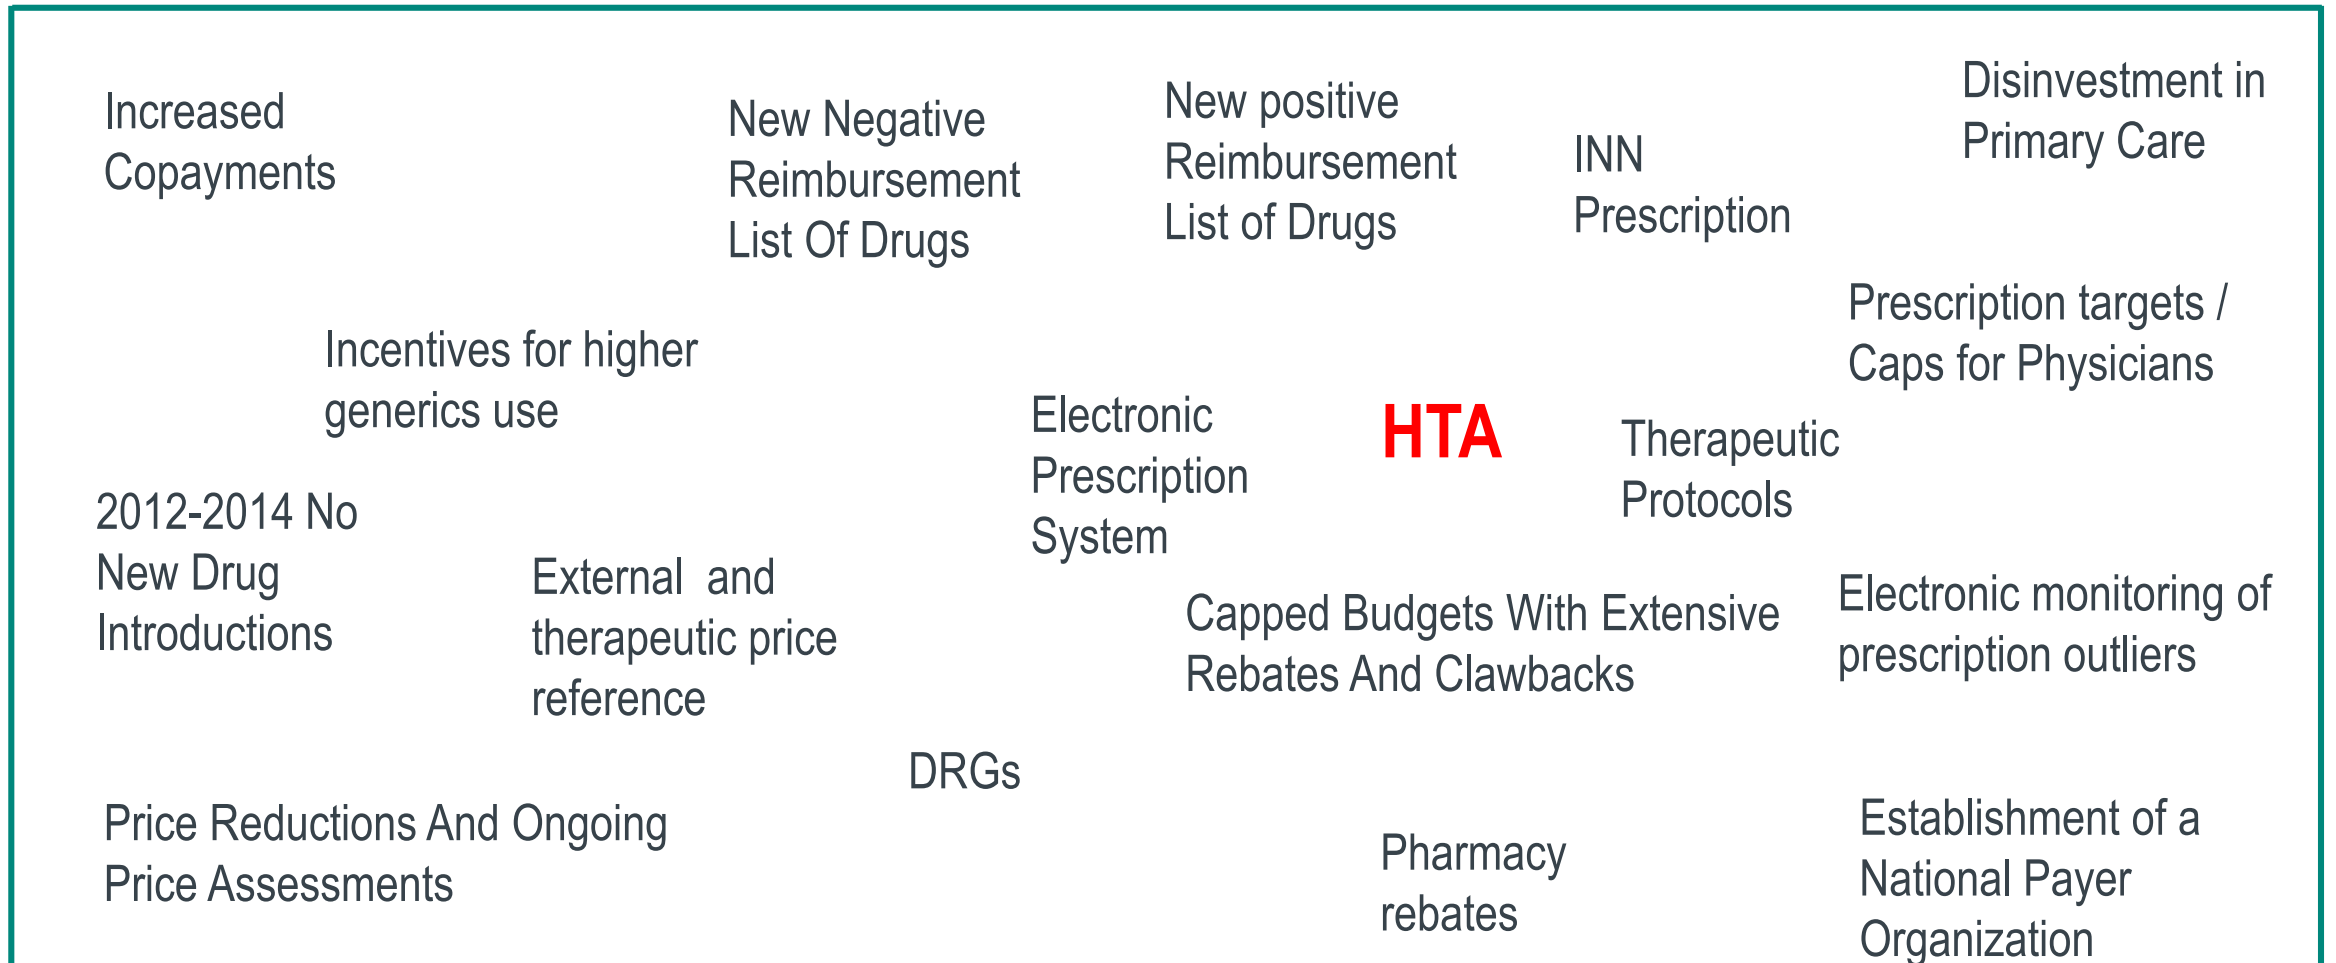 Increased
Copayments
New Negative
Reimbursement
List Of Drugs
New positive
Reimbursement
List of Drugs
INN
Prescription
Disinvestment in
Primary Care
Incentives for higher
generics use
Prescription targets /
Caps for Physicians
Electronic
Prescription
System
HTA
Therapeutic
Protocols
2012-2014 No
New Drug
Introductions
External and
therapeutic price
reference
Capped Budgets With Extensive
Rebates And Clawbacks
Electronic monitoring of
prescription outliers
DRGs
Price Reductions And Ongoing
Price Assessments
Pharmacy
rebates
Establishment of a
National Payer
Organization